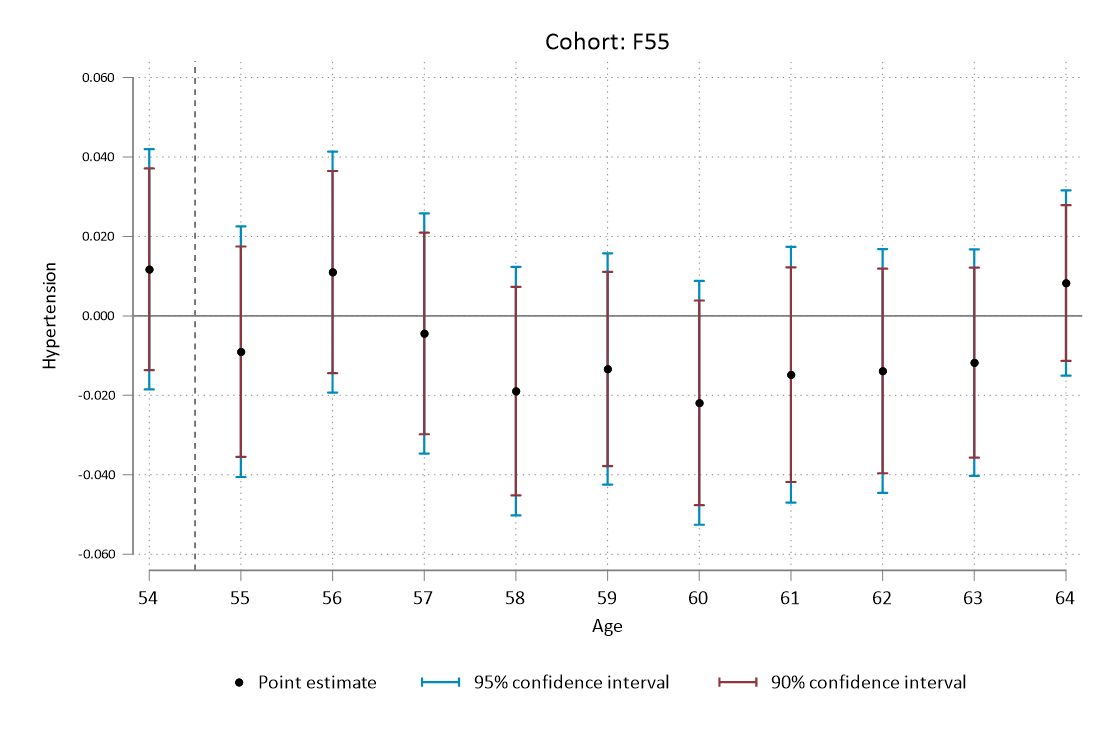 Cohort: F55
0.060
0.040
0.020
0.000
-0.020
-0.040
-0.060
Hypertension
54 55 56 57 58 59 60 61 62 63 64
Age
Point estimate 95% confidence interval 90% confidence interval